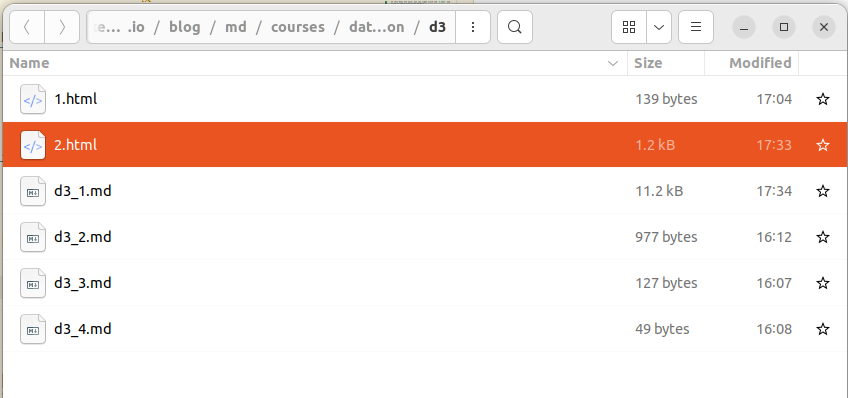 e... .io / blog / md / courses / dat...on / d3
Name Size Modified
</> 1.html 139 bytes 17:04
</> 2.html 1.2 kB 17:33
M↓ d3_1.md 11.2 kB 17:34
M↓ d3_2.md 977 bytes 16:12
M↓ d3_3.md 127 bytes 16:07
M↓ d3_4.md 49 bytes 16:08